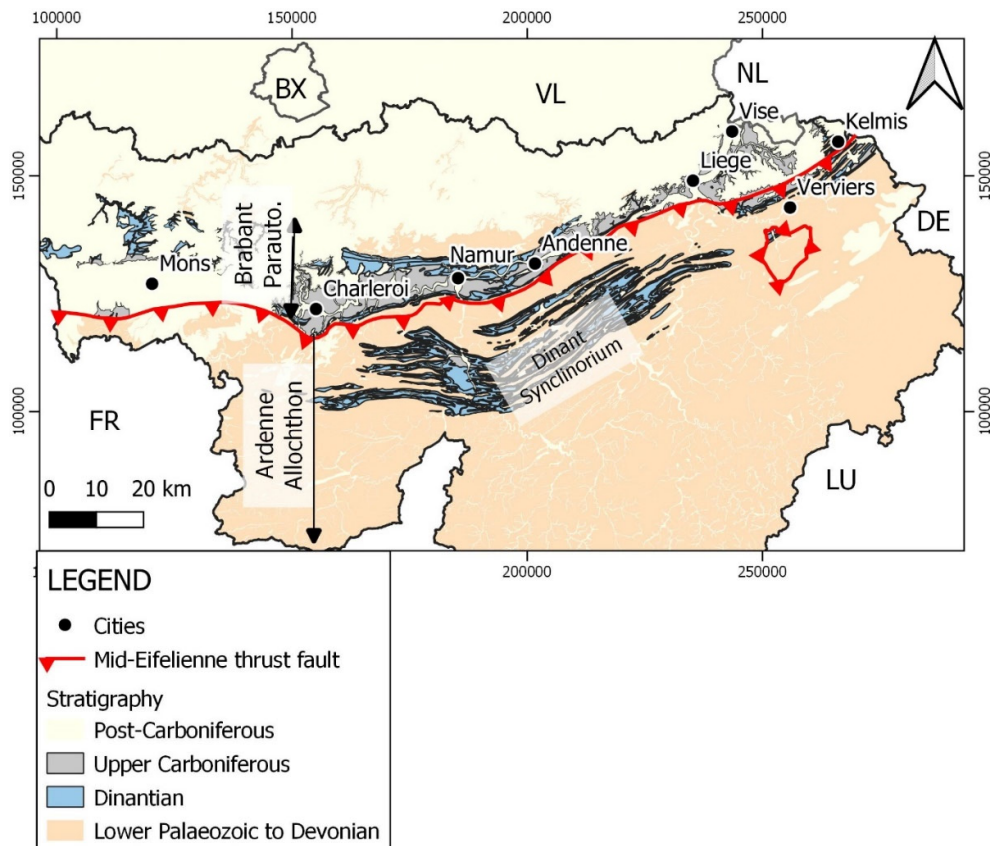 100000 150000 200000 250000
BX
VL
NL
Vise
Kelmis
150000
Liege
150000
Verviers
DE
Brabant
Parauto.
Andenne
Namur
Mons
Charleroi
Dinant
Synclinorium
100000
FR
Ardenne
Allochthon
100000
LU
0 10 20 km
200000 250000
LEGEND
Cities
Mid-Eifelienne thrust fault
Stratigraphy
Post-Carboniferous
Upper Carboniferous
Dinantian
Lower Palaeozoic to Devonian